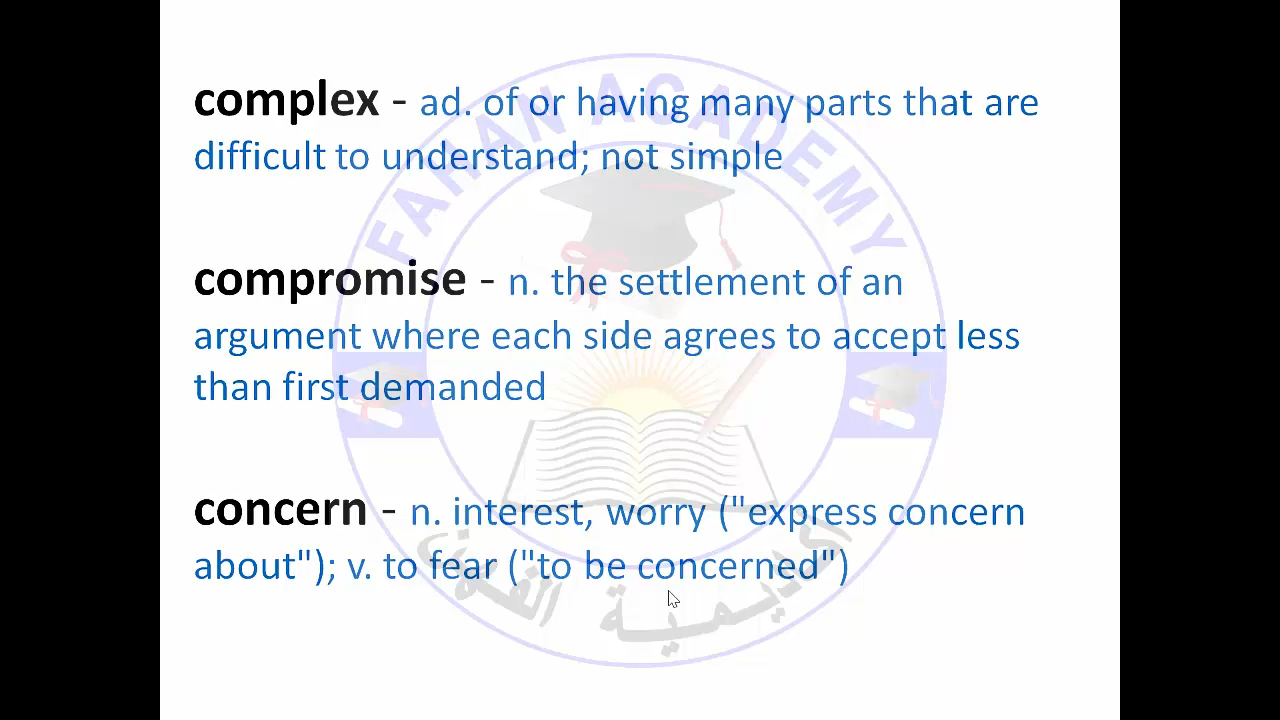 FAHAN ACADEMY
complex - ad. of or having many parts that are
difficult to understand; not simple
compromise - n. the settlement of an
argument where each side agrees to accept less
than first demanded
concern - n. interest, worry ("express concern
about"); v. to fear ("to be concerned")